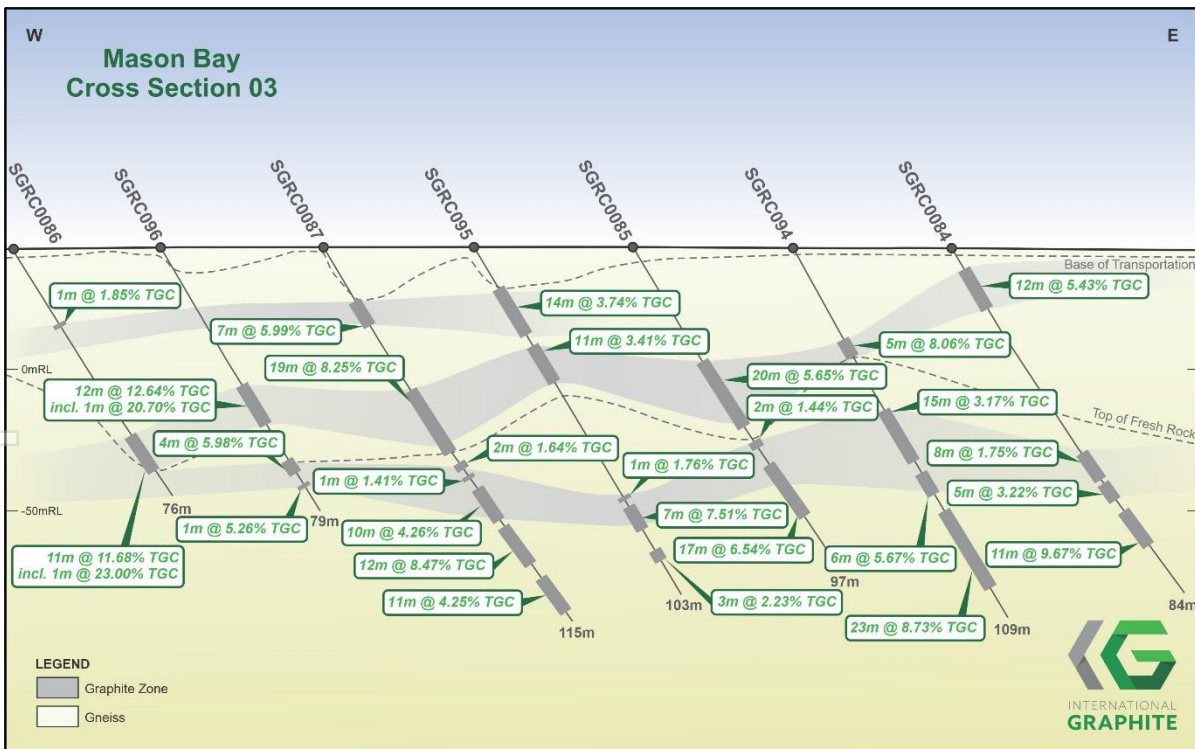 W
E
Mason Bay
Cross Section 03
SGRC0086
SGRC096
SGRC0087
SGRC095
SGRC0085
SGRC094
SGRC0084
Base of Transportation
1m @ 1.85% TGC
7m @ 5.99% TGC
14m @ 3.74% TGC
12m @ 5.43% TGC
11m @ 3.41% TGC
5m @ 8.06% TGC
0mRL
19m @ 8.25% TGC
20m @ 5.65% TGC
12m @ 12.64% TGC
incl. 1m @ 20.70% TGC
2m @ 1.44% TGC
15m @ 3.17% TGC
Top of Fresh Rock
4m @ 5.98% TGC
2m @ 1.64% TGC
8m @ 1.75% TGC
1m @ 1.41% TGC
1m @ 1.76% TGC
5m @ 3.22% TGC
-50mRL
76m
79m
1m @ 5.26% TGC
10m @ 4.26% TGC
7m @ 7.51% TGC
11m @ 11.68% TGC
incl. 1m @ 23.00% TGC
12m @ 8.47% TGC
17m @ 6.54% TGC
6m @ 5.67% TGC
11m @ 9.67% TGC
97m
11m @ 4.25% TGC
103m
3m @ 2.23% TGC
84m
115m
23m @ 8.73% TGC
109m
LEGEND
Graphite Zone
Gneiss
INTERNATIONAL
GRAPHITE